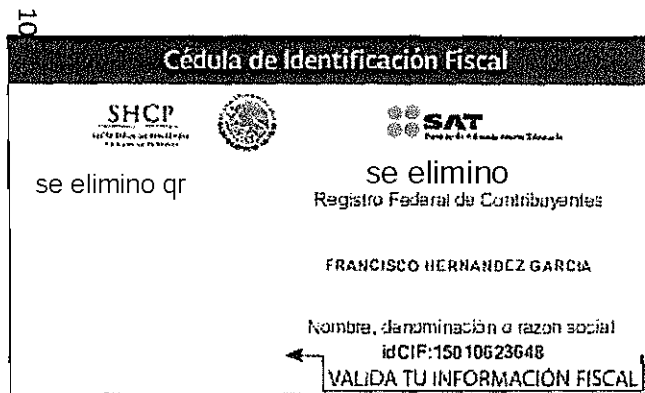 10
Cédula de Identificación Fiscal
SHCP
SAT
se elimino qr
se elimino
Registro Federal de Contribuyentes
FRANCISCO HERNANDEZ GARCIA
Nombre, denominación o razon social
idCIF:15010623648
VALIDA TU INFORMACIÓN FISCAL